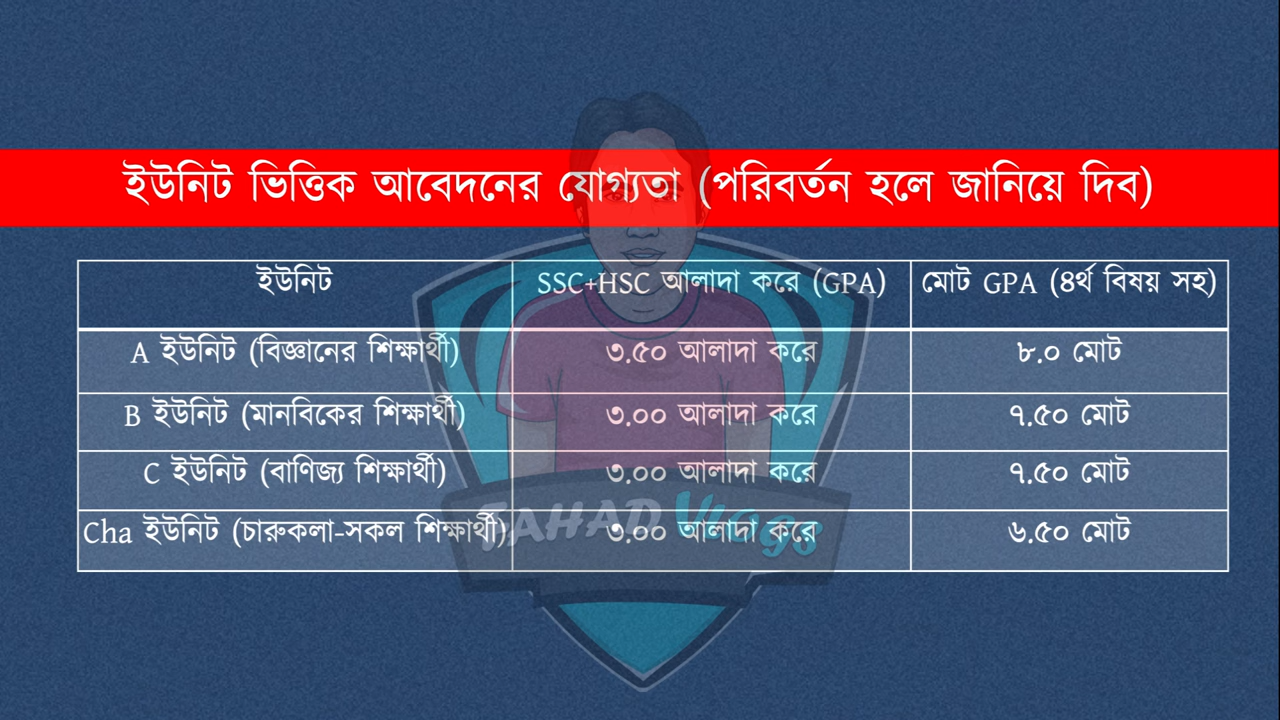 ইউনিট ভিত্তিক আবেদনের যোগ্যতা (পরিবর্তন হলে জানিয়ে দিব)
ইউনিট SSC+HSC আলাদা করে (GPA) মোট GPA (৪র্থ বিষয় সহ)
A ইউনিট (বিজ্ঞানের শিক্ষার্থী) ৩.৫০ আলাদা করে ৮.০ মোট
B ইউনিট (মানবিকের শিক্ষার্থী) ৩.০০ আলাদা করে ৭.৫০ মোট
C ইউনিট (বাণিজ্য শিক্ষার্থী) ৩.০০ আলাদা করে ৭.৫০ মোট
Cha ইউনিট (চারুকলা-সকল শিক্ষার্থী) ৩.০০ আলাদা করে ৬.৫০ মোট
TAHAD Vlogs